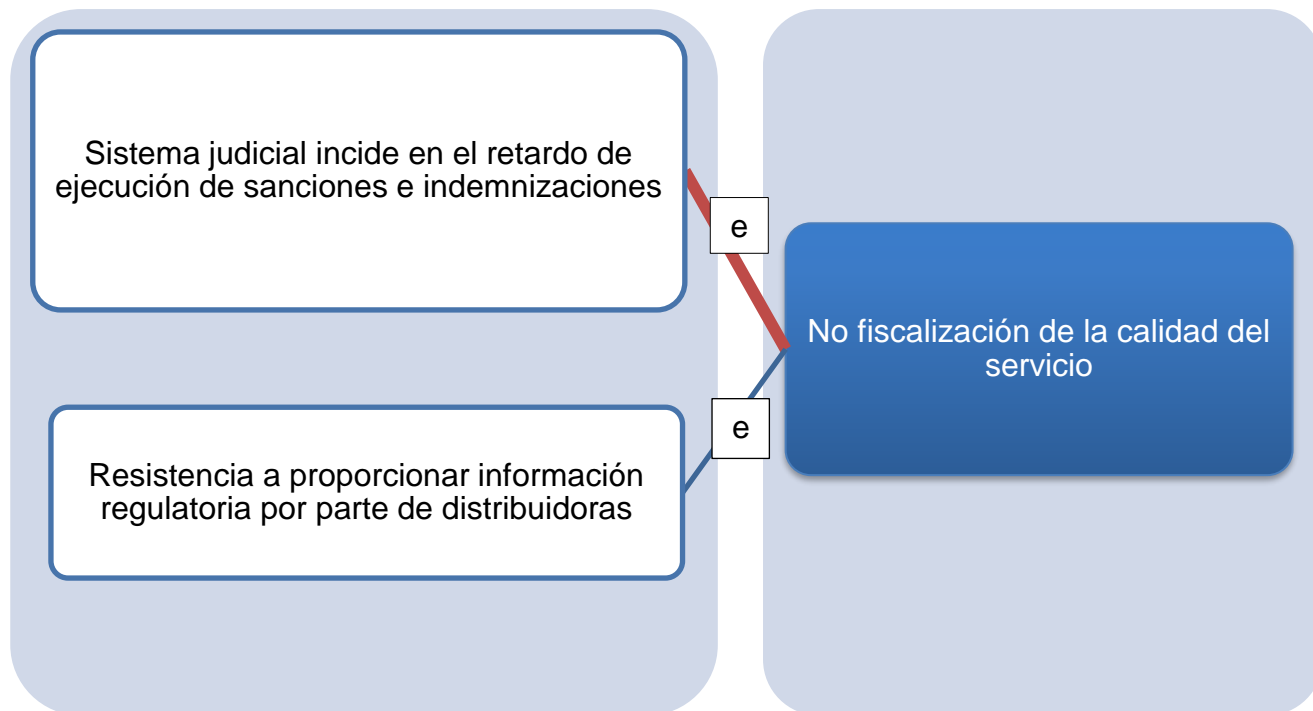 Sistema judicial incide en el retardo de
ejecución de sanciones e indemnizaciones
e
No fiscalización de la calidad del
servicio
e
Resistencia a proporcionar información
regulatoria por parte de distribuidoras